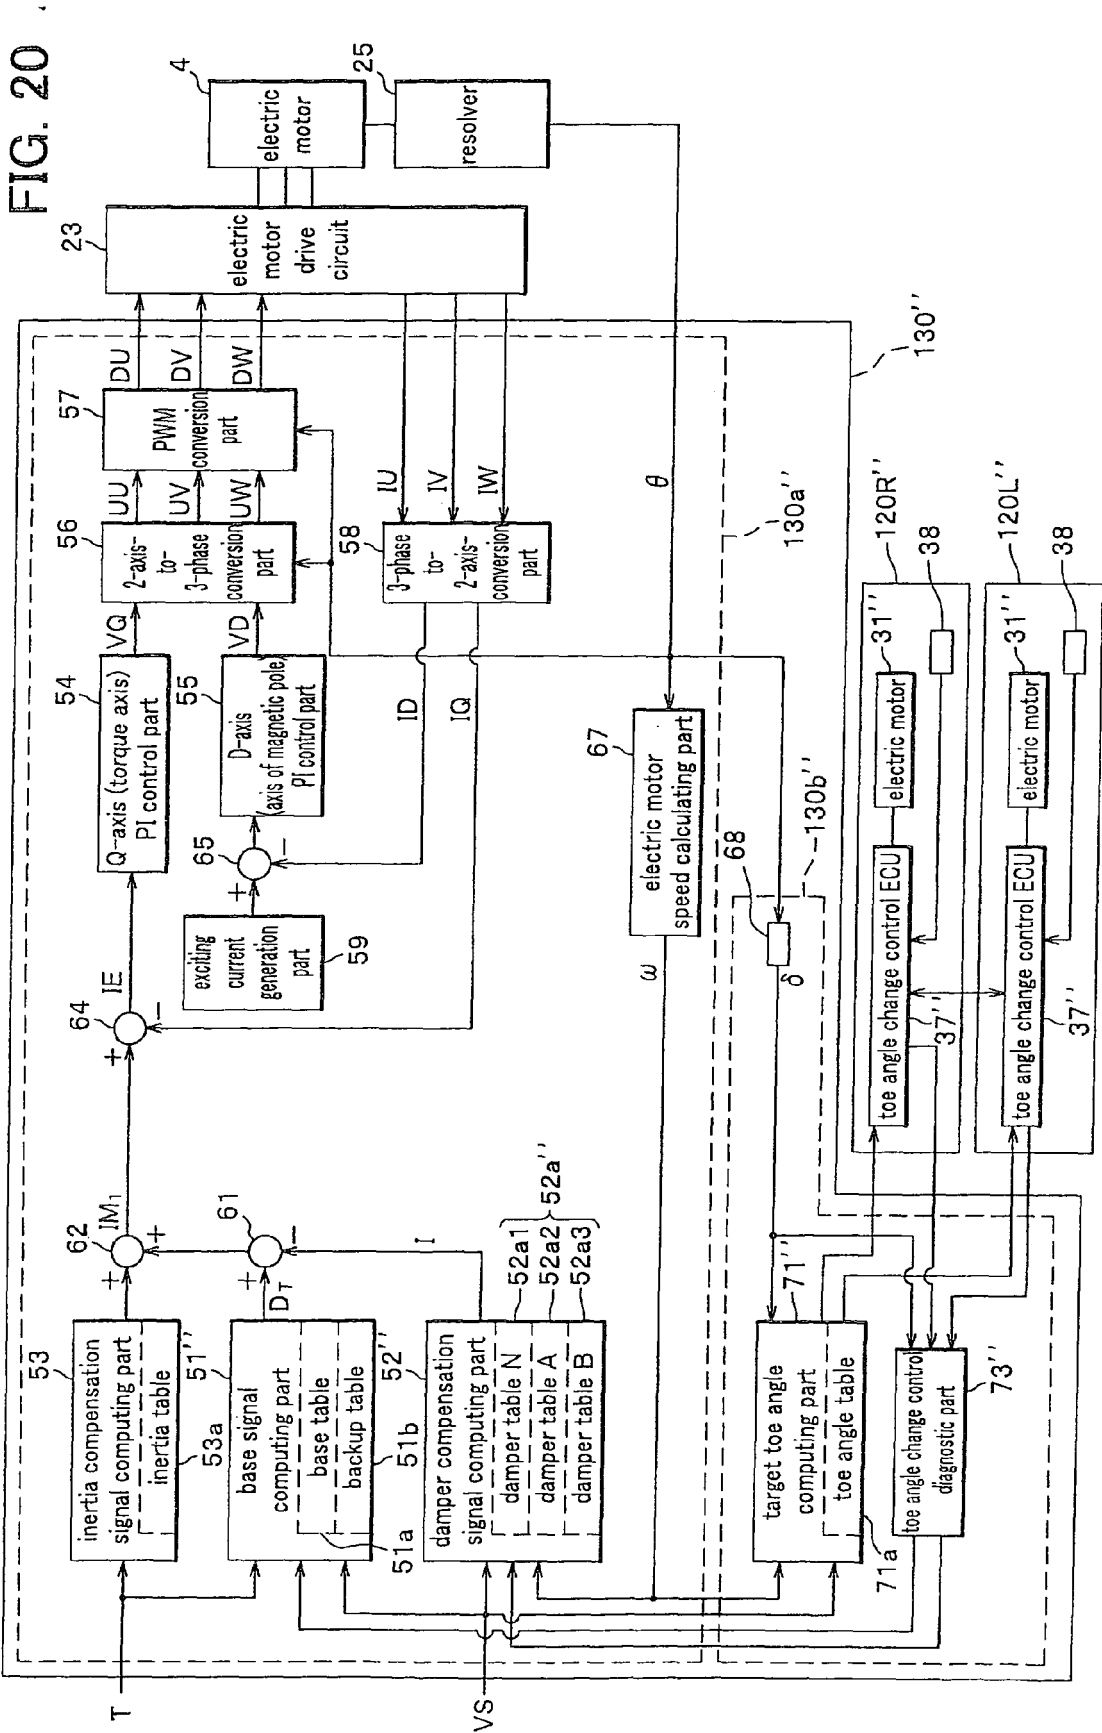 FIG. 20
T
VS
53
inertia compensation
signal computing part
inertia table
53a
51''
base signal
computing part
base table
backup table
51a
51b
52''
damper compensation
signal computing part
damper table N
damper table A
damper table B
52a1
52a2
52a3
52a''
62
IM1
+
+
61
+
−
DT
I
64
+
−
IE
54
Q-axis (torque axis)
PI control part
VQ
exciting
current
generation
part
59
65
+
−
55
D-axis
(axis of magnetic pole)
PI control part
VD
56
2-axis-
to-
3-phase
conversion
part
UU
UV
UW
57
PWM
conversion
part
DU
DV
DW
23
electric
motor
drive
circuit
4
electric
motor
25
resolver
58
3-phase
to-
2-axis-
conversion
part
IU
IV
IW
ID
IQ
θ
67
electric motor
speed calculating part
ω
130a''
130''
130b''
68
δ
71''
target toe angle
computing part
toe angle table
71a
toe angle change control
diagnostic part
73''
120R''
toe angle change control ECU
37''
electric motor
31''
38
120L''
toe angle change control ECU
37''
electric motor
31''
38